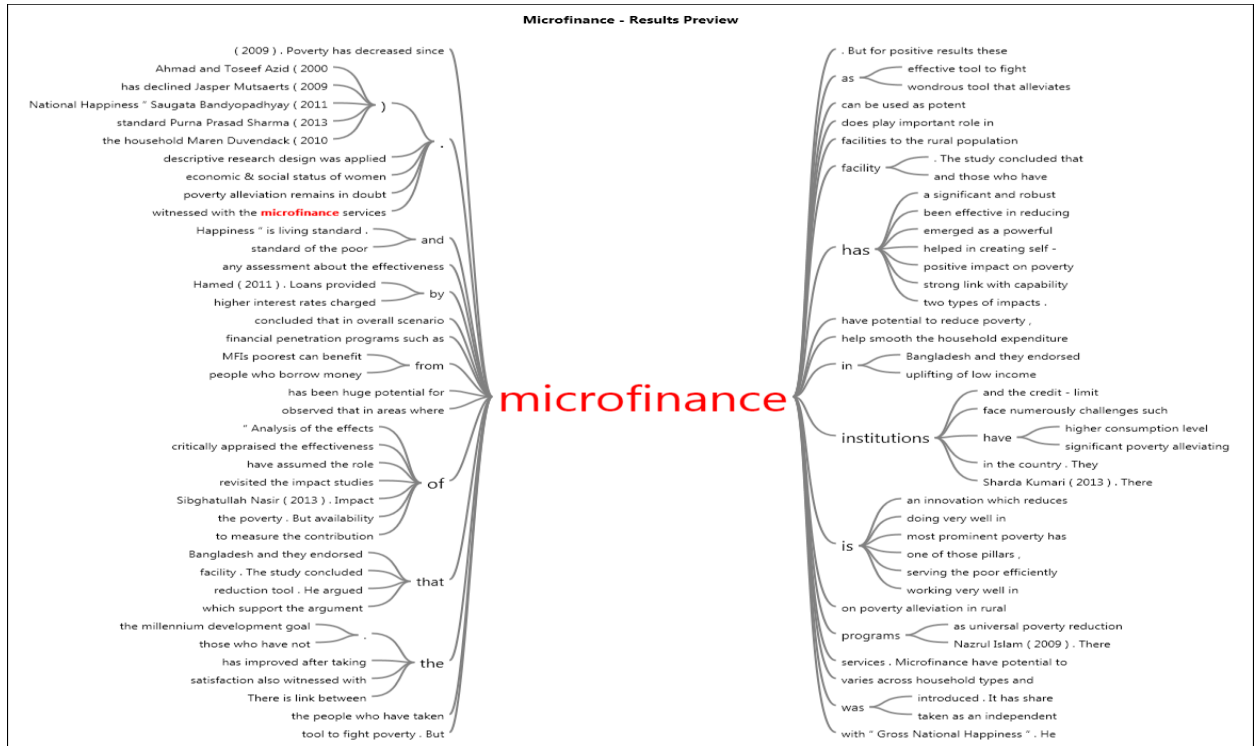 Microfinance - Results Preview
( 2009 ) . Poverty has decreased since
Ahmad and Toseef Azid ( 2000
has declined Jasper Mutsaerts ( 2009
National Happiness " Saugata Bandyopadhyay ( 2011
standard Purna Prasad Sharma ( 2013
the household Maren Duvendack ( 2010
)
descriptive research design was applied
economic & social status of women
poverty alleviation remains in doubt
witnessed with the microfinance services
.
Happiness " is living standard .
standard of the poor
and
any assessment about the effectiveness
Hamed ( 2011 ) . Loans provided
higher interest rates charged
by
concluded that in overall scenario
financial penetration programs such as
MFIs poorest can benefit
people who borrow money
from
has been huge potential for
observed that in areas where
" Analysis of the effects
critically appraised the effectiveness
have assumed the role
revisited the impact studies
Sibghatullah Nasir ( 2013 ) . Impact
the poverty . But availability
to measure the contribution
of
Bangladesh and they endorsed
facility . The study concluded
reduction tool . He argued
which support the argument
that
the millennium development goal
those who have not
.
has improved after taking
satisfaction also witnessed with
There is link between
the
the people who have taken
tool to fight poverty . But
microfinance
. But for positive results these
as
effective tool to fight
wondrous tool that alleviates
can be used as potent
does play important role in
facilities to the rural population
facility
. The study concluded that
and those who have
has
a significant and robust
been effective in reducing
emerged as a powerful
helped in creating self -
positive impact on poverty
strong link with capability
two types of impacts .
have potential to reduce poverty ,
help smooth the household expenditure
in
Bangladesh and they endorsed
uplifting of low income
institutions
and the credit - limit
face numerously challenges such
have
higher consumption level
significant poverty alleviating
in the country . They
Sharda Kumari ( 2013 ) . There
is
an innovation which reduces
doing very well in
most prominent poverty has
one of those pillars ,
serving the poor efficiently
working very well in
on poverty alleviation in rural
programs
as universal poverty reduction
Nazrul Islam ( 2009 ) . There
services . Microfinance have potential to
varies across household types and
was
introduced . It has share
taken as an independent
with " Gross National Happiness " . He